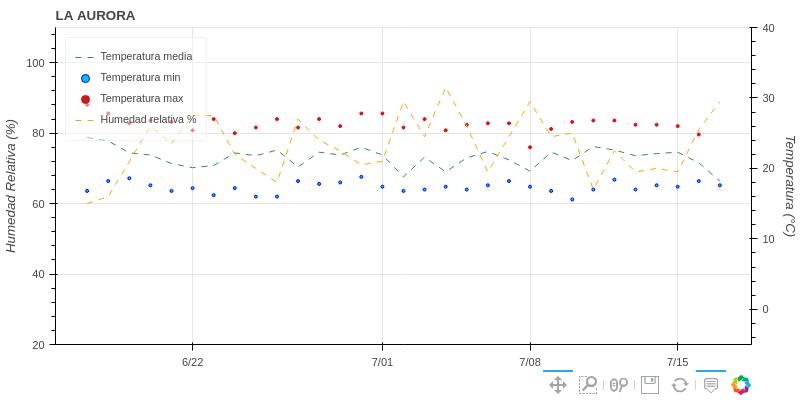 LA AURORA
Temperatura media
Temperatura min
Temperatura max
Humedad relativa %
Humedad Relativa (%)
100
80
60
40
20
40
30
20
10
0
Temperatura (°C)
6/22
7/01
7/08
7/15